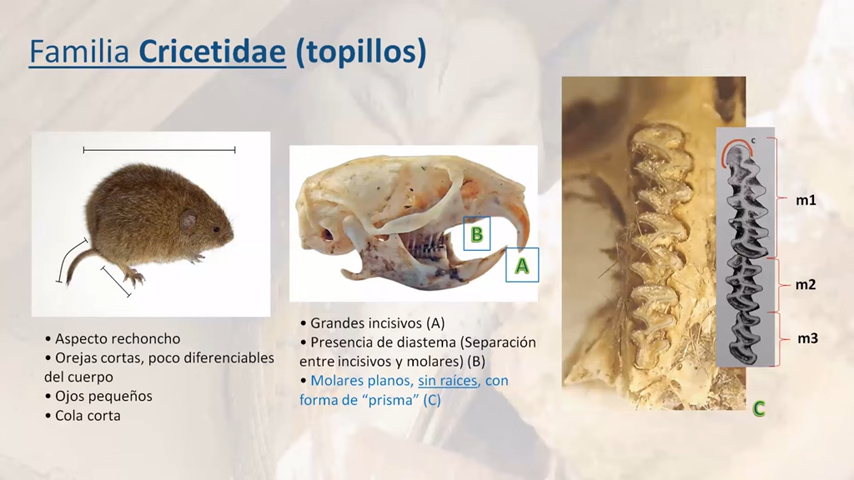 Familia Cricetidae (topillos)
• Aspecto rechoncho
• Orejas cortas, poco diferenciables
del cuerpo
• Ojos pequeños
• Cola corta
B
A
• Grandes incisivos (A)
• Presencia de diastema (Separación
entre incisivos y molares) (B)
• Molares planos, sin raíces, con
forma de “prisma” (C)
c
m1
m2
m3
C